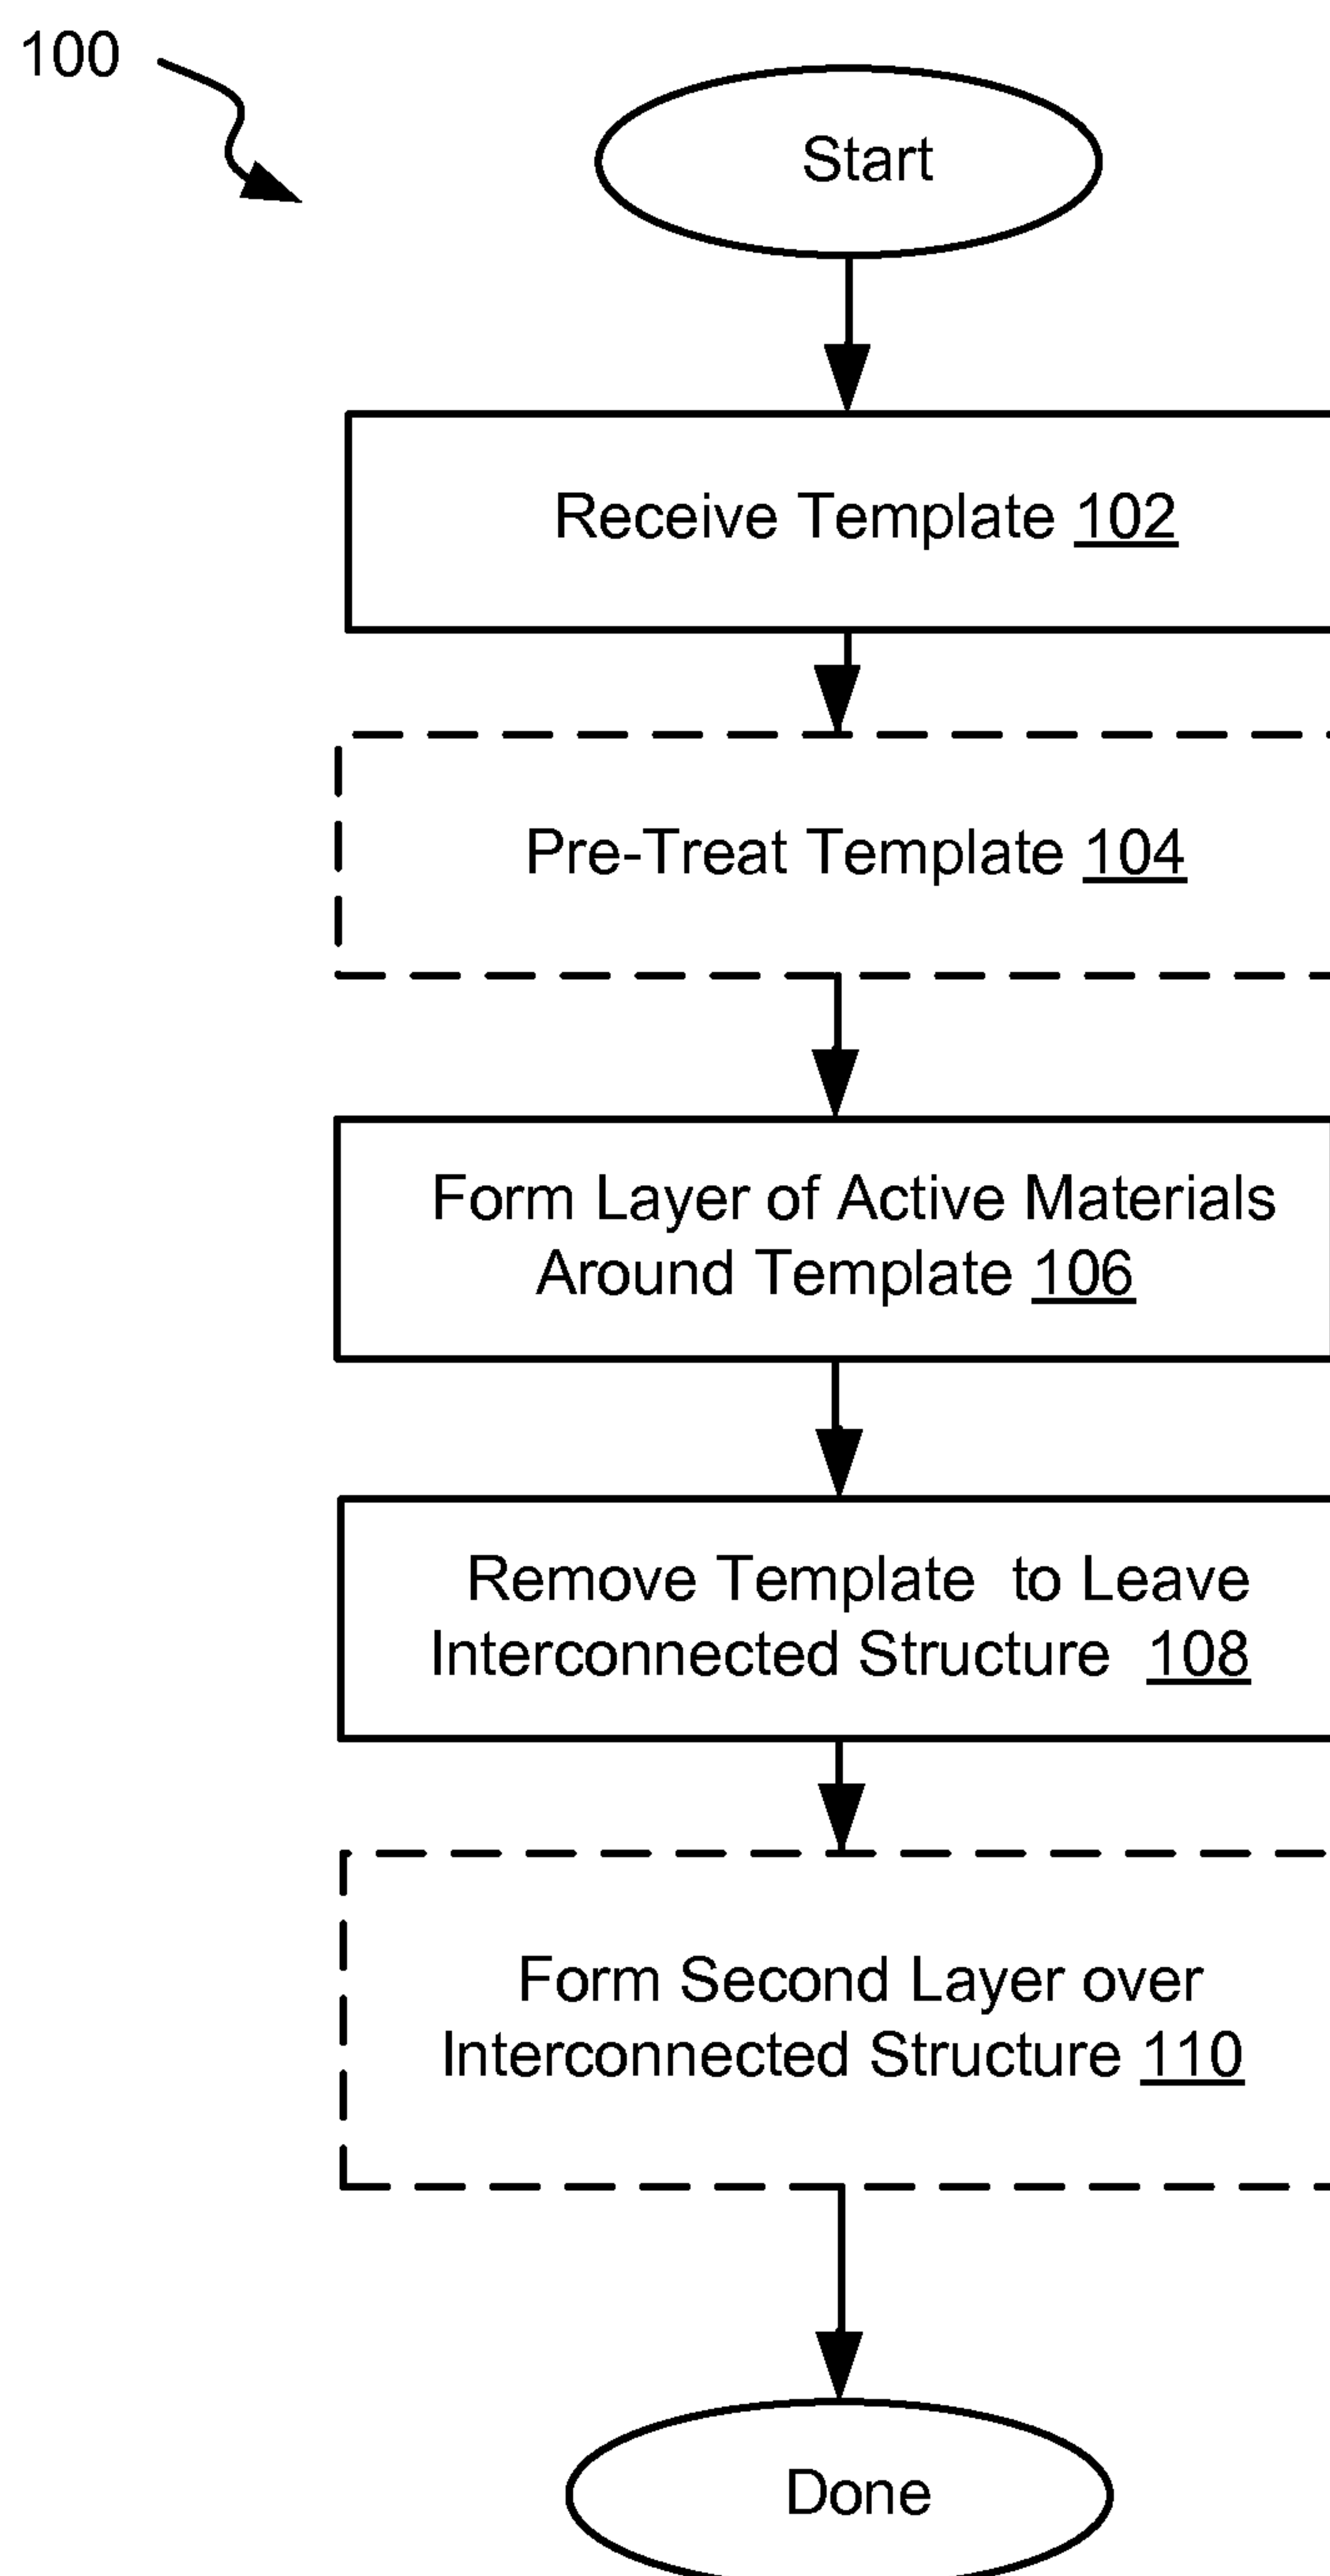 100
Start
Receive Template 102
Pre-Treat Template 104
Form Layer of Active Materials
Around Template 106
Remove Template to Leave
Interconnected Structure 108
Form Second Layer over
Interconnected Structure 110
Done